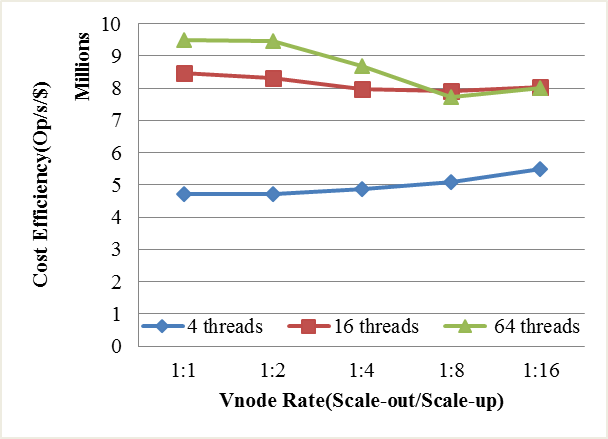 Cost Efficiency(Op/s/$)
Millions
10
9
8
7
6
5
4
3
2
1
0
4 threads
16 threads
64 threads
1:1
1:2
1:4
1:8
1:16
Vnode Rate(Scale-out/Scale-up)